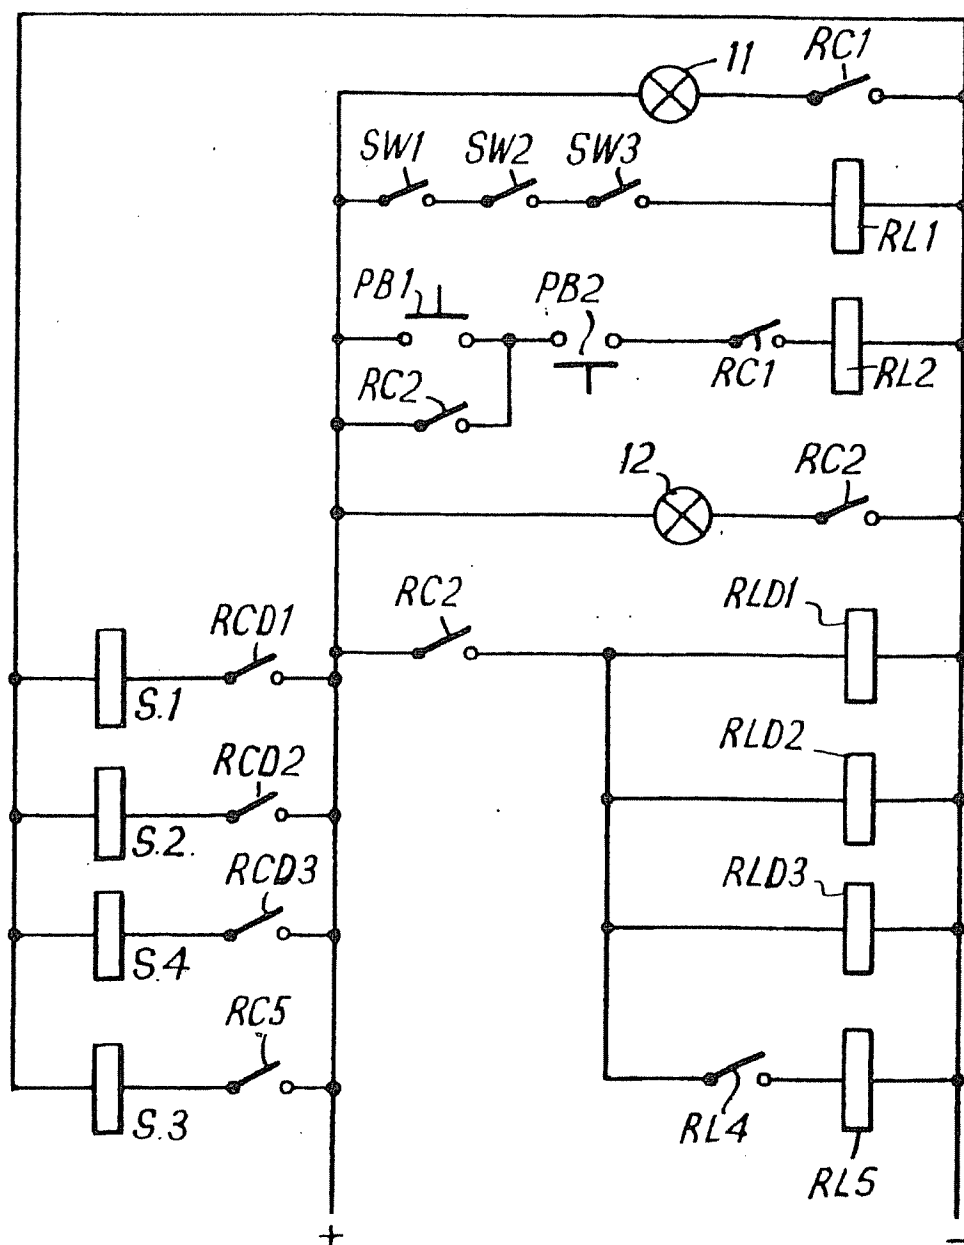 11 RC1
SW1 SW2 SW3
RL1
PB1 PB2
RC1 RL2
RC2
12 RC2
RC2 RLD1
RCD1
S.1
RLD2
RCD2
S.2.
RCD3 RLD3
S.4
RC5
S.3 RL4
RL5
+ -